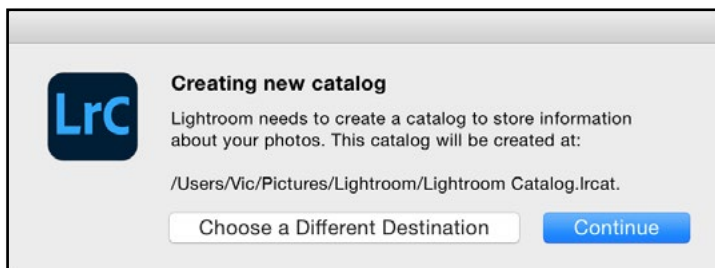 LrC
Creating new catalog
Lightroom needs to create a catalog to store information
about your photos. This catalog will be created at:
/Users/Vic/Pictures/Lightroom/Lightroom Catalog.lrcat.
Choose a Different Destination
Continue